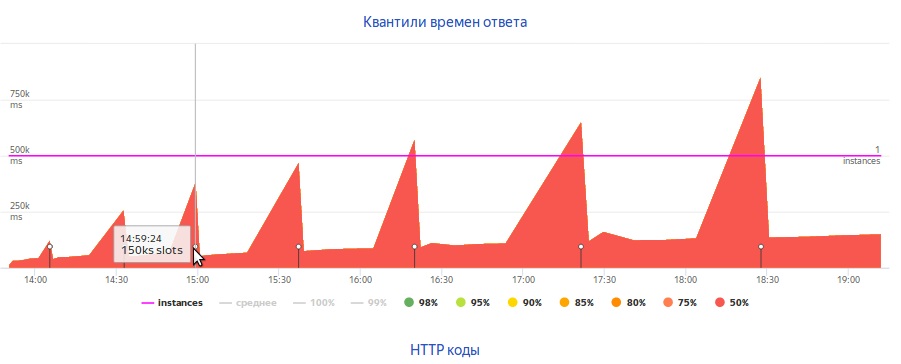 Квантили времен ответа
750k
ms
500k
ms
1
instances
250k
ms
14:59:24
150ks slots
14:00 14:30 15:00 15:30 16:00 16:30 17:00 17:30 18:00 18:30 19:00
instances среднее 100% 99% 98% 95% 90% 85% 80% 75% 50%
HTTP коды